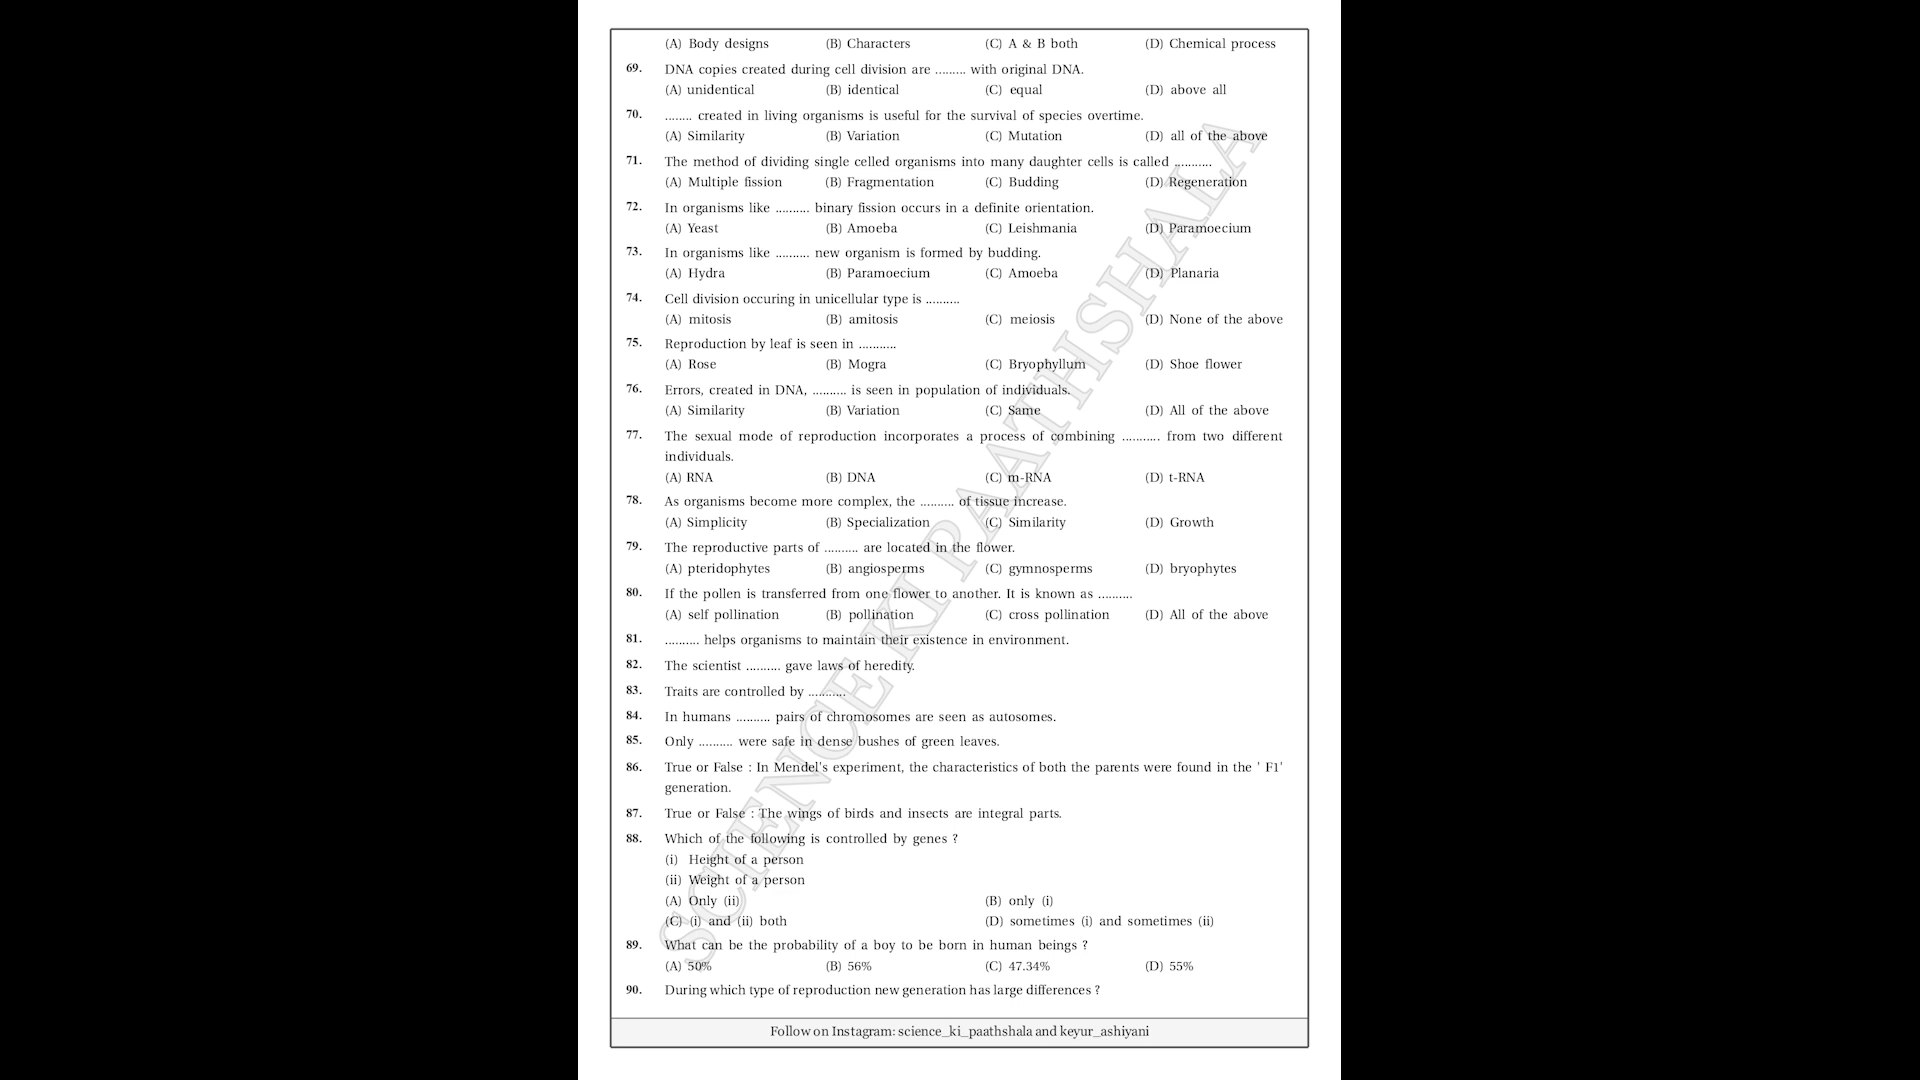 (A) Body designs (B) Characters (C) A & B both (D) Chemical process
69. DNA copies created during cell division are ......... with original DNA.
(A) unidentical (B) identical (C) equal (D) above all
70. ........ created in living organisms is useful for the survival of species overtime.
(A) Similarity (B) Variation (C) Mutation (D) all of the above
71. The method of dividing single celled organisms into many daughter cells is called ...........
(A) Multiple fission (B) Fragmentation (C) Budding (D) Regeneration
72. In organisms like .......... binary fission occurs in a definite orientation.
(A) Yeast (B) Amoeba (C) Leishmania (D) Paramoecium
73. In organisms like .......... new organism is formed by budding.
(A) Hydra (B) Paramoecium (C) Amoeba (D) Planaria
74. Cell division occuring in unicellular type is ..........
(A) mitosis (B) amitosis (C) meiosis (D) None of the above
75. Reproduction by leaf is seen in ...........
(A) Rose (B) Mogra (C) Bryophyllum (D) Shoe flower
76. Errors, created in DNA, .......... is seen in population of individuals.
(A) Similarity (B) Variation (C) Same (D) All of the above
77. The sexual mode of reproduction incorporates a process of combining ........... from two different
individuals.
(A) RNA (B) DNA (C) m-RNA (D) t-RNA
78. As organisms become more complex, the .......... of tissue increase.
(A) Simplicity (B) Specialization (C) Similarity (D) Growth
79. The reproductive parts of .......... are located in the flower.
(A) pteridophytes (B) angiosperms (C) gymnosperms (D) bryophytes
80. If the pollen is transferred from one flower to another. It is known as ..........
(A) self pollination (B) pollination (C) cross pollination (D) All of the above
81. .......... helps organisms to maintain their existence in environment.
82. The scientist .......... gave laws of heredity.
83. Traits are controlled by ...........
84. In humans .......... pairs of chromosomes are seen as autosomes.
85. Only .......... were safe in dense bushes of green leaves.
86. True or False : In Mendel's experiment, the characteristics of both the parents were found in the ' F1'
generation.
87. True or False : The wings of birds and insects are integral parts.
88. Which of the following is controlled by genes ?
(i) Height of a person
(ii) Weight of a person
(A) Only (ii) (B) only (i)
(C) (i) and (ii) both (D) sometimes (i) and sometimes (ii)
89. What can be the probability of a boy to be born in human beings ?
(A) 50% (B) 56% (C) 47.34% (D) 55%
90. During which type of reproduction new generation has large differences ?
Follow on Instagram: science_ki_paathshala and keyur_ashiyani
SCIENCE KI PAATHSHALA